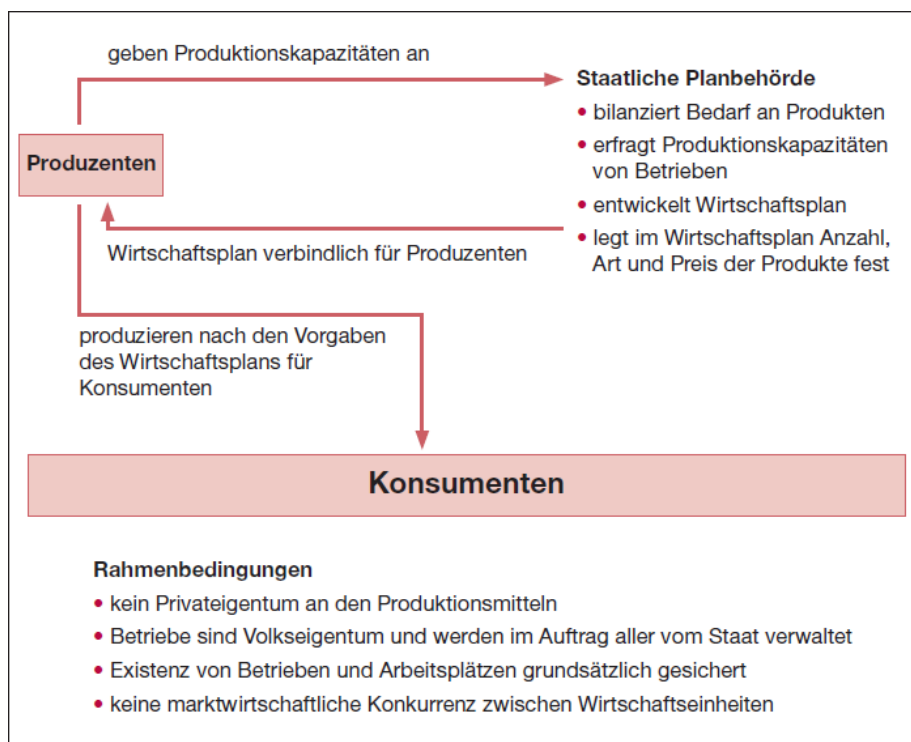 geben Produktionskapazitäten an
Staatliche Planbehörde
• bilanziert Bedarf an Produkten
• erfragt Produktionskapazitäten
von Betrieben
• entwickelt Wirtschaftsplan
• legt im Wirtschaftsplan Anzahl,
Art und Preis der Produkte fest
Produzenten
Wirtschaftsplan verbindlich für Produzenten
produzieren nach den Vorgaben
des Wirtschaftsplans für
Konsumenten
Konsumenten
Rahmenbedingungen
• kein Privateigentum an den Produktionsmitteln
• Betriebe sind Volkseigentum und werden im Auftrag aller vom Staat verwaltet
• Existenz von Betrieben und Arbeitsplätzen grundsätzlich gesichert
• keine marktwirtschaftliche Konkurrenz zwischen Wirtschaftseinheiten